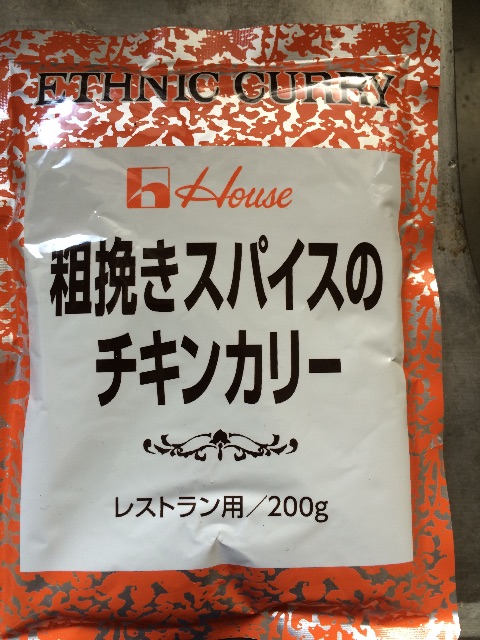 ETHNIC CURRY
House
粗挽きスパイスの
チキンカリー
レストラン用/200g